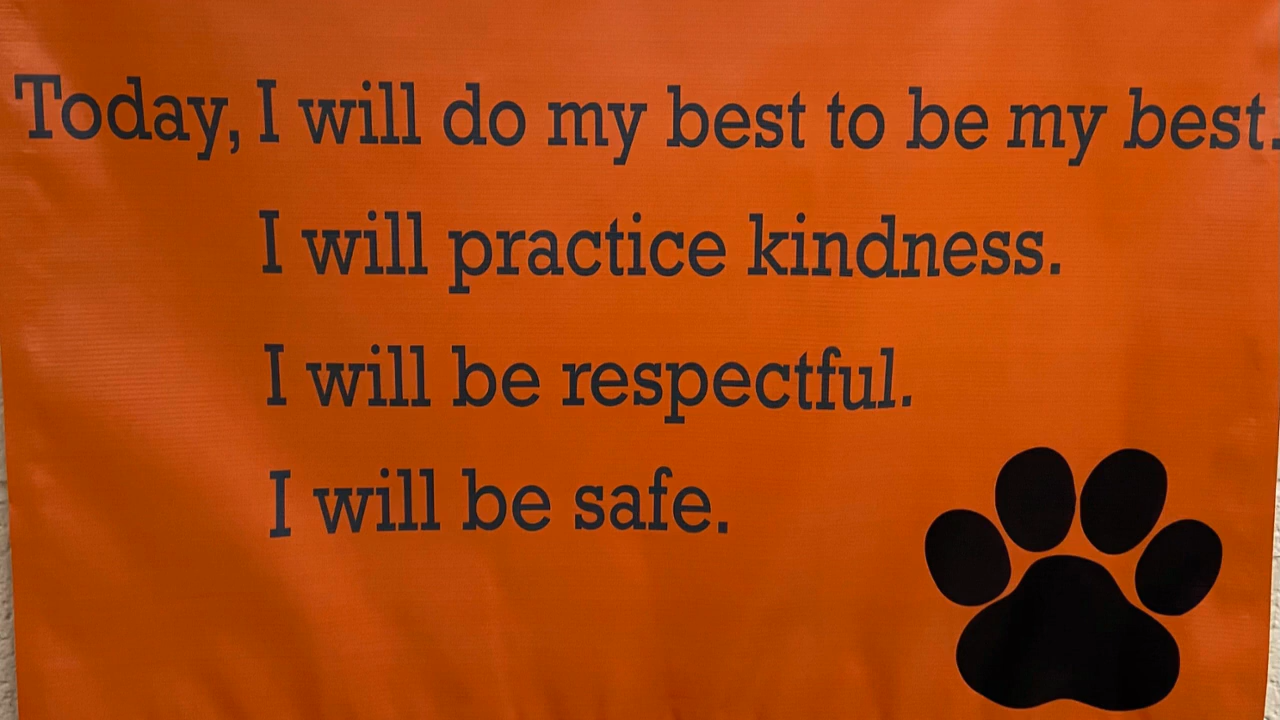 Today, I will do my best to be my best.
I will practice kindness.
I will be respectful.
I will be safe.